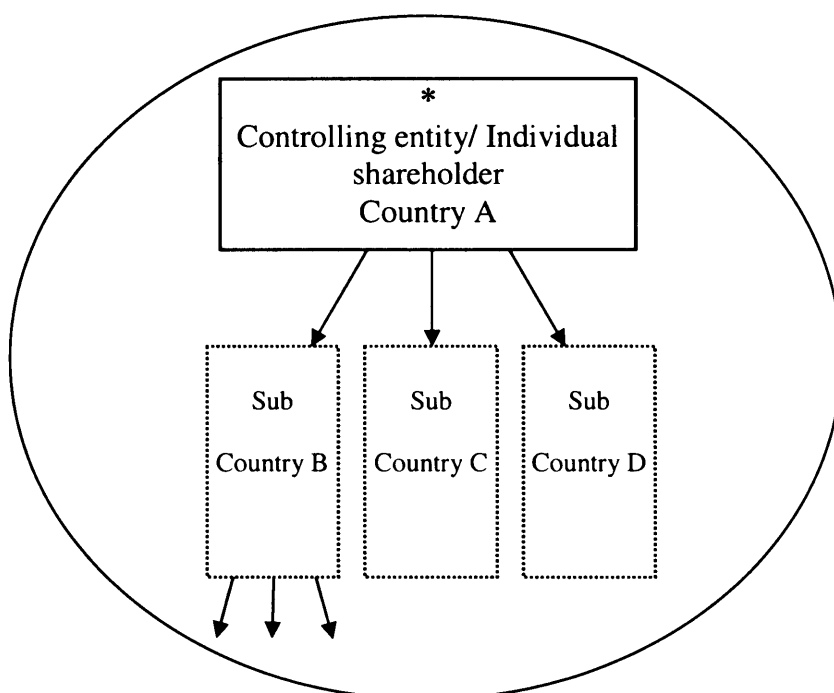 *
Controlling entity/ Individual
shareholder
Country A
Sub
Country B
Sub
Country C
Sub
Country D